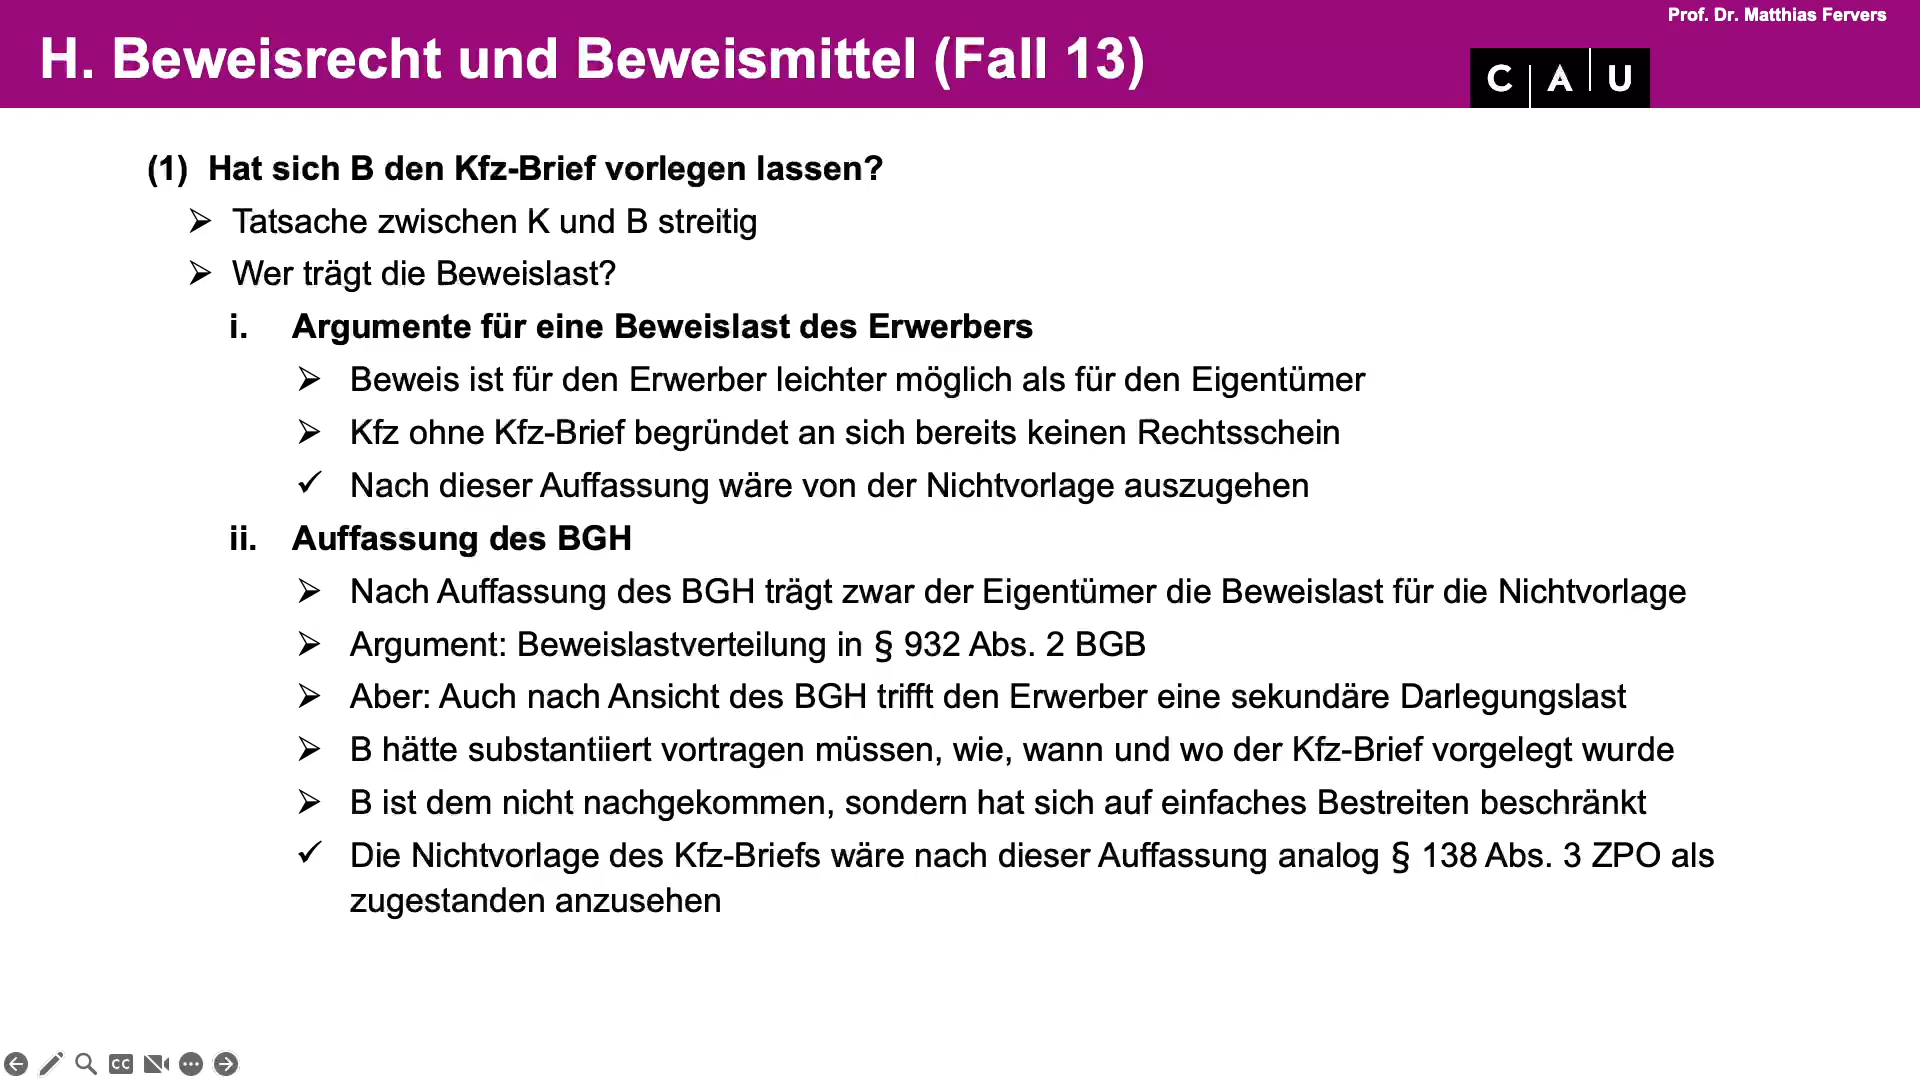 Prof. Dr. Matthias Fervers
H. Beweisrecht und Beweismittel (Fall 13)
C A U
(1) Hat sich B den Kfz-Brief vorlegen lassen?
➢ Tatsache zwischen K und B streitig
➢ Wer trägt die Beweislast?
i. Argumente für eine Beweislast des Erwerbers
➢ Beweis ist für den Erwerber leichter möglich als für den Eigentümer
➢ Kfz ohne Kfz-Brief begründet an sich bereits keinen Rechtsschein
✓ Nach dieser Auffassung wäre von der Nichtvorlage auszugehen
ii. Auffassung des BGH
➢ Nach Auffassung des BGH trägt zwar der Eigentümer die Beweislast für die Nichtvorlage
➢ Argument: Beweislastverteilung in § 932 Abs. 2 BGB
➢ Aber: Auch nach Ansicht des BGH trifft den Erwerber eine sekundäre Darlegungslast
➢ B hätte substantiiert vortragen müssen, wie, wann und wo der Kfz-Brief vorgelegt wurde
➢ B ist dem nicht nachgekommen, sondern hat sich auf einfaches Bestreiten beschränkt
✓ Die Nichtvorlage des Kfz-Briefs wäre nach dieser Auffassung analog § 138 Abs. 3 ZPO als
zugestanden anzusehen
CC